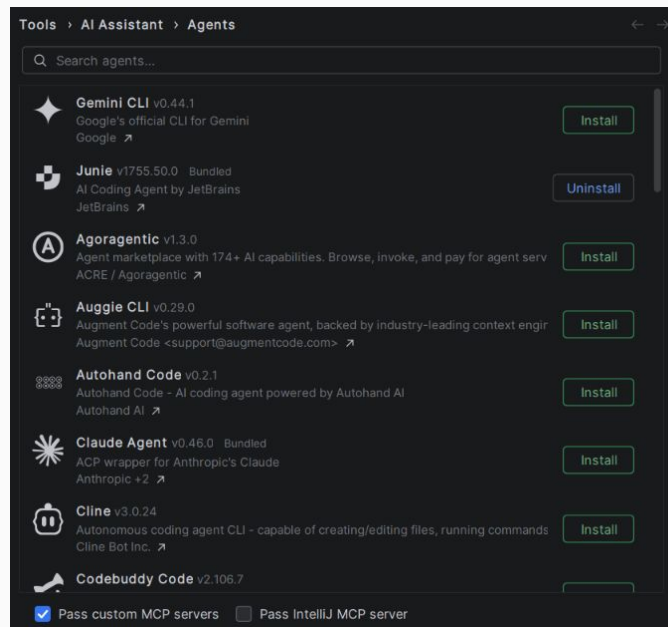 Tools › AI Assistant › Agents
Search agents...
Gemini CLI v0.44.1
Google's official CLI for Gemini
Google ↗
Install
Junie v1755.50.0 Bundled
AI Coding Agent by JetBrains
JetBrains ↗
Uninstall
Agoragentic v1.3.0
Agent marketplace with 174+ AI capabilities. Browse, invoke, and pay for agent serv
ACRE / Agoragentic ↗
Install
Auggie CLI v0.29.0
Augment Code's powerful software agent, backed by industry-leading context engir
Augment Code <support@augmentcode.com> ↗
Install
Autohand Code v0.2.1
Autohand Code - AI coding agent powered by Autohand AI
Autohand AI ↗
Install
Claude Agent v0.46.0 Bundled
ACP wrapper for Anthropic's Claude
Anthropic +2 ↗
Install
Cline v3.0.24
Autonomous coding agent CLI - capable of creating/editing files, running commands
Cline Bot Inc. ↗
Install
Codebuddy Code v2.106.7
Pass custom MCP servers
Pass IntelliJ MCP server